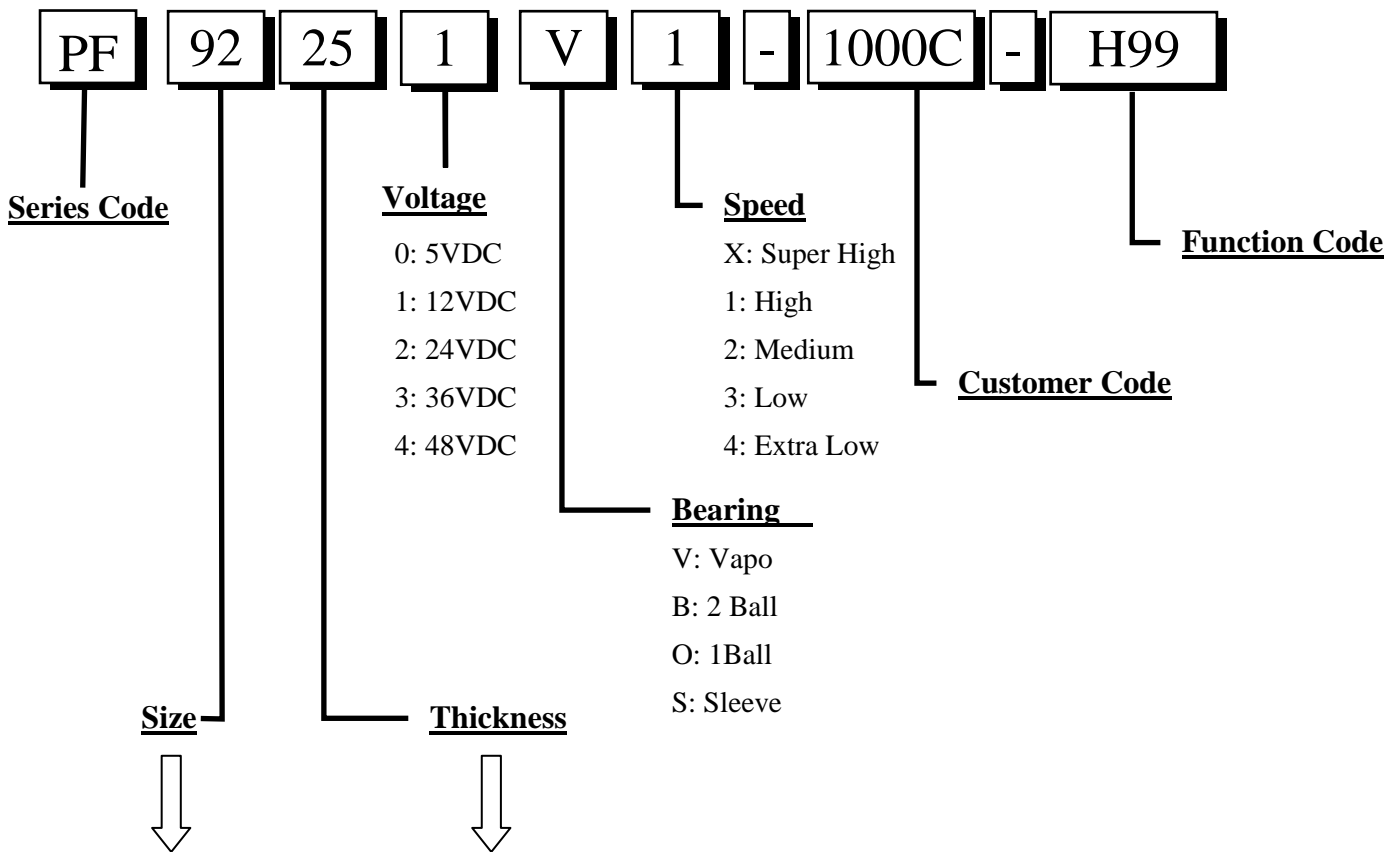 PF 92 25 1 V 1 - 1000C - H99
Series Code
Voltage
0: 5VDC
1: 12VDC
2: 24VDC
3: 36VDC
4: 48VDC
Speed
X: Super High
1: High
2: Medium
3: Low
4: Extra Low
Function Code
Customer Code
Bearing
V: Vapo
B: 2 Ball
O: 1Ball
S: Sleeve
Size
Thickness